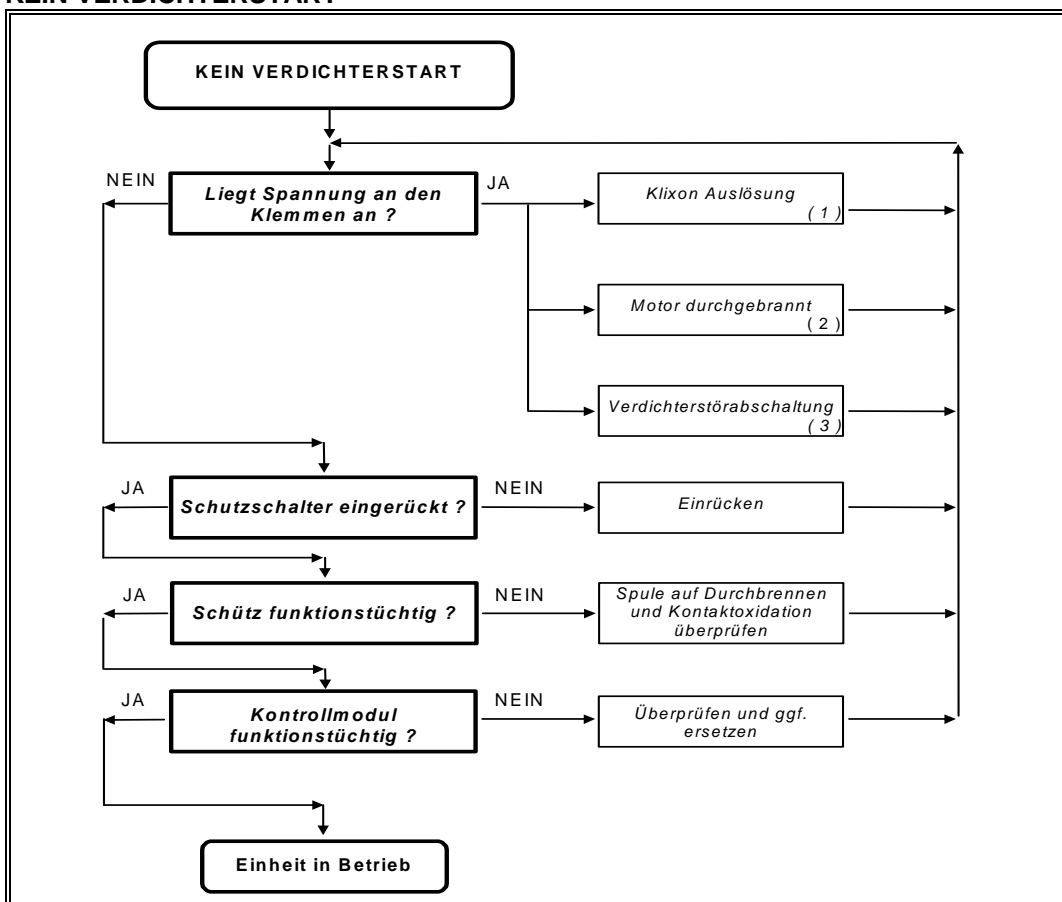 KEIN VERDICHTERSTART
KEIN VERDICHTERSTART
NEIN
Liegt Spannung an den
Klemmen an ?
JA
Klixon Auslösung
( 1 )
Motor durchgebrannt
( 2 )
Verdichterstörabschaltung
( 3 )
JA
Schutzschalter eingerückt ?
NEIN
Einrücken
JA
Schütz funktionstüchtig ?
NEIN
Spule auf Durchbrennen
und Kontaktoxidation
überprüfen
JA
Kontrollmodul
funktionstüchtig ?
NEIN
Überprüfen und ggf.
ersetzen
Einheit in Betrieb